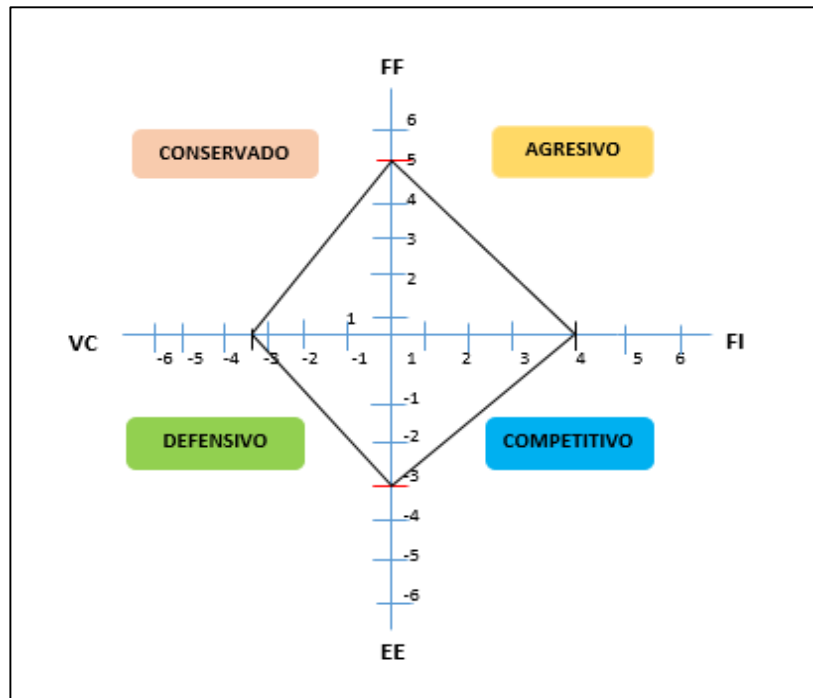 FF
6
CONSERVADO
AGRESIVO
5
4
3
2
1
VC
FI
-6 -5 -4 -3 -2 -1 1 2 3 4 5 6
-1
DEFENSIVO
COMPETITIVO
-2
-3
-4
-5
-6
EE